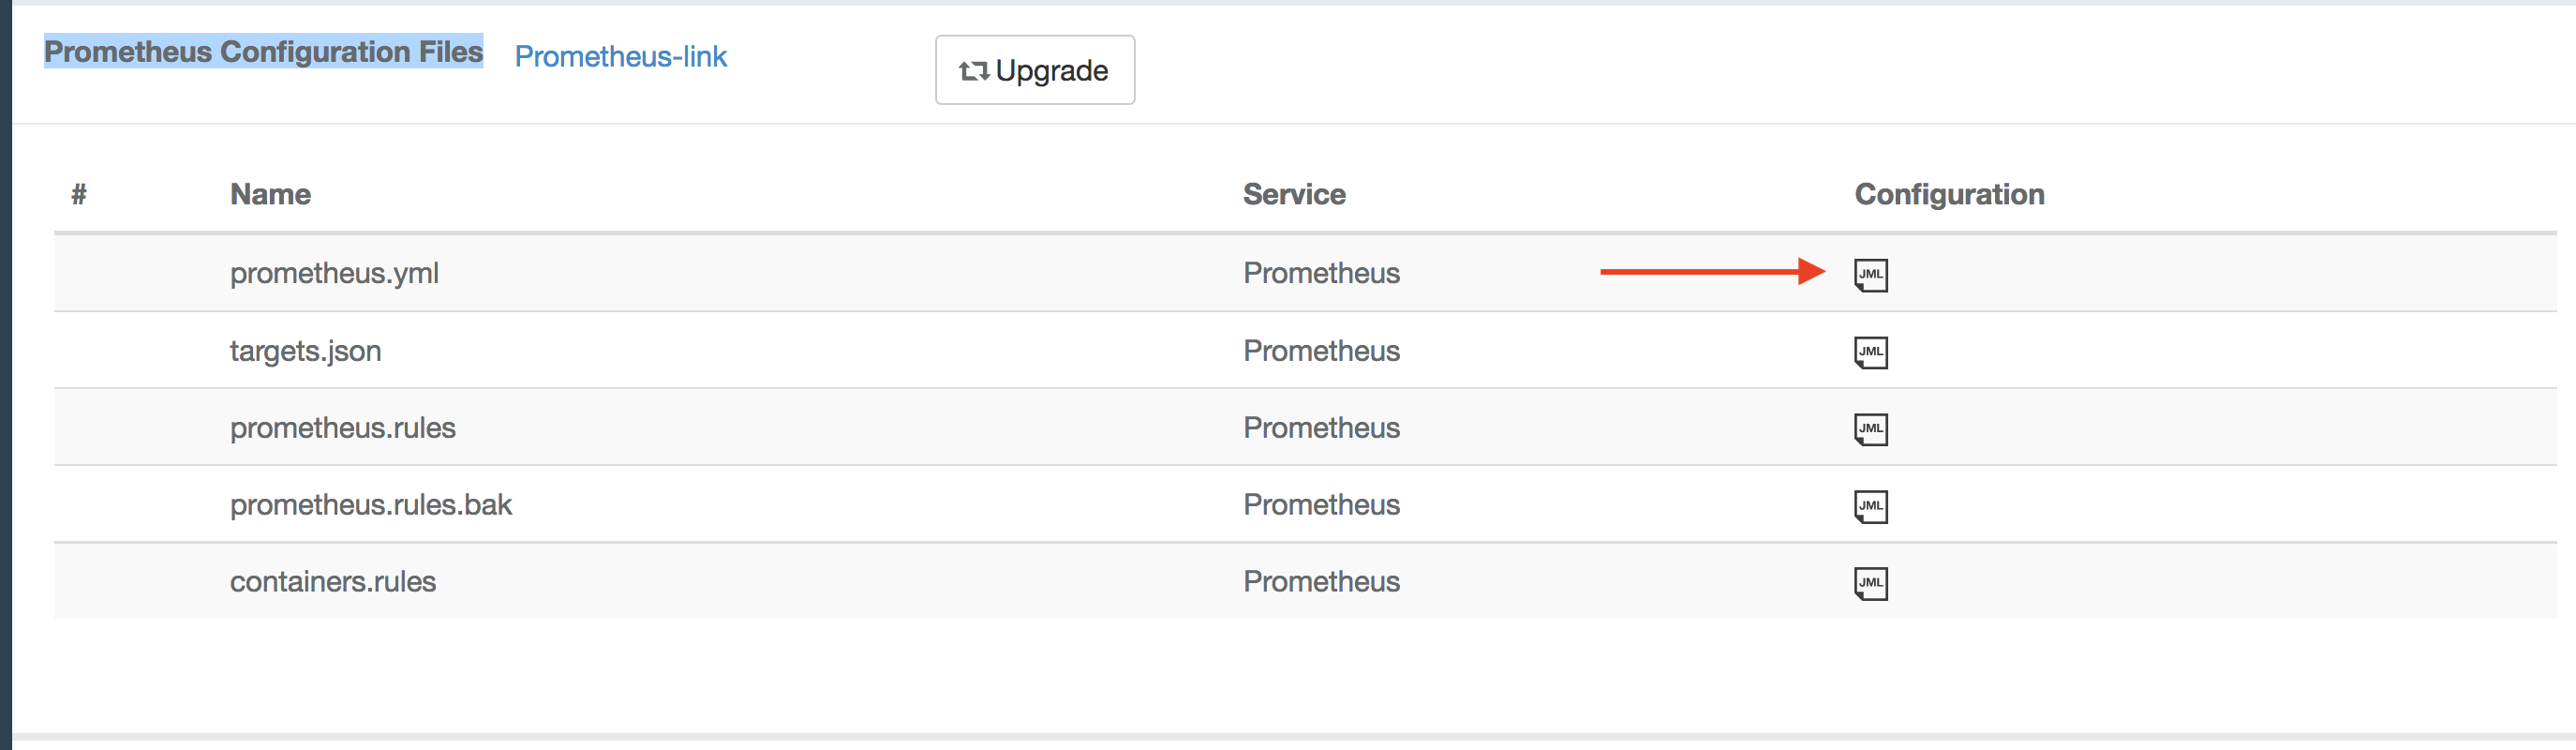 Prometheus Configuration Files Prometheus-link Upgrade
# Name Service Configuration
prometheus.yml Prometheus JML
targets.json Prometheus JML
prometheus.rules Prometheus JML
prometheus.rules.bak Prometheus JML
containers.rules Prometheus JML